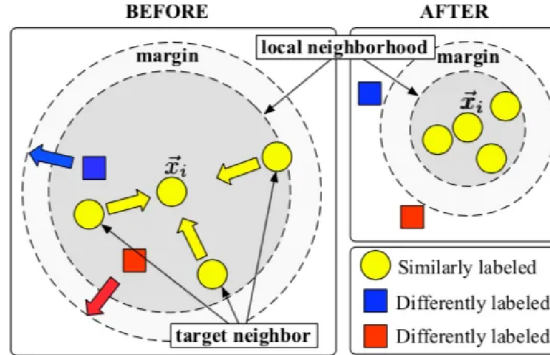 BEFORE
AFTER
local neighborhood
margin
margin
x⃗ᵢ
x⃗ᵢ
target neighbor
Similarly labeled
Differently labeled
Differently labeled